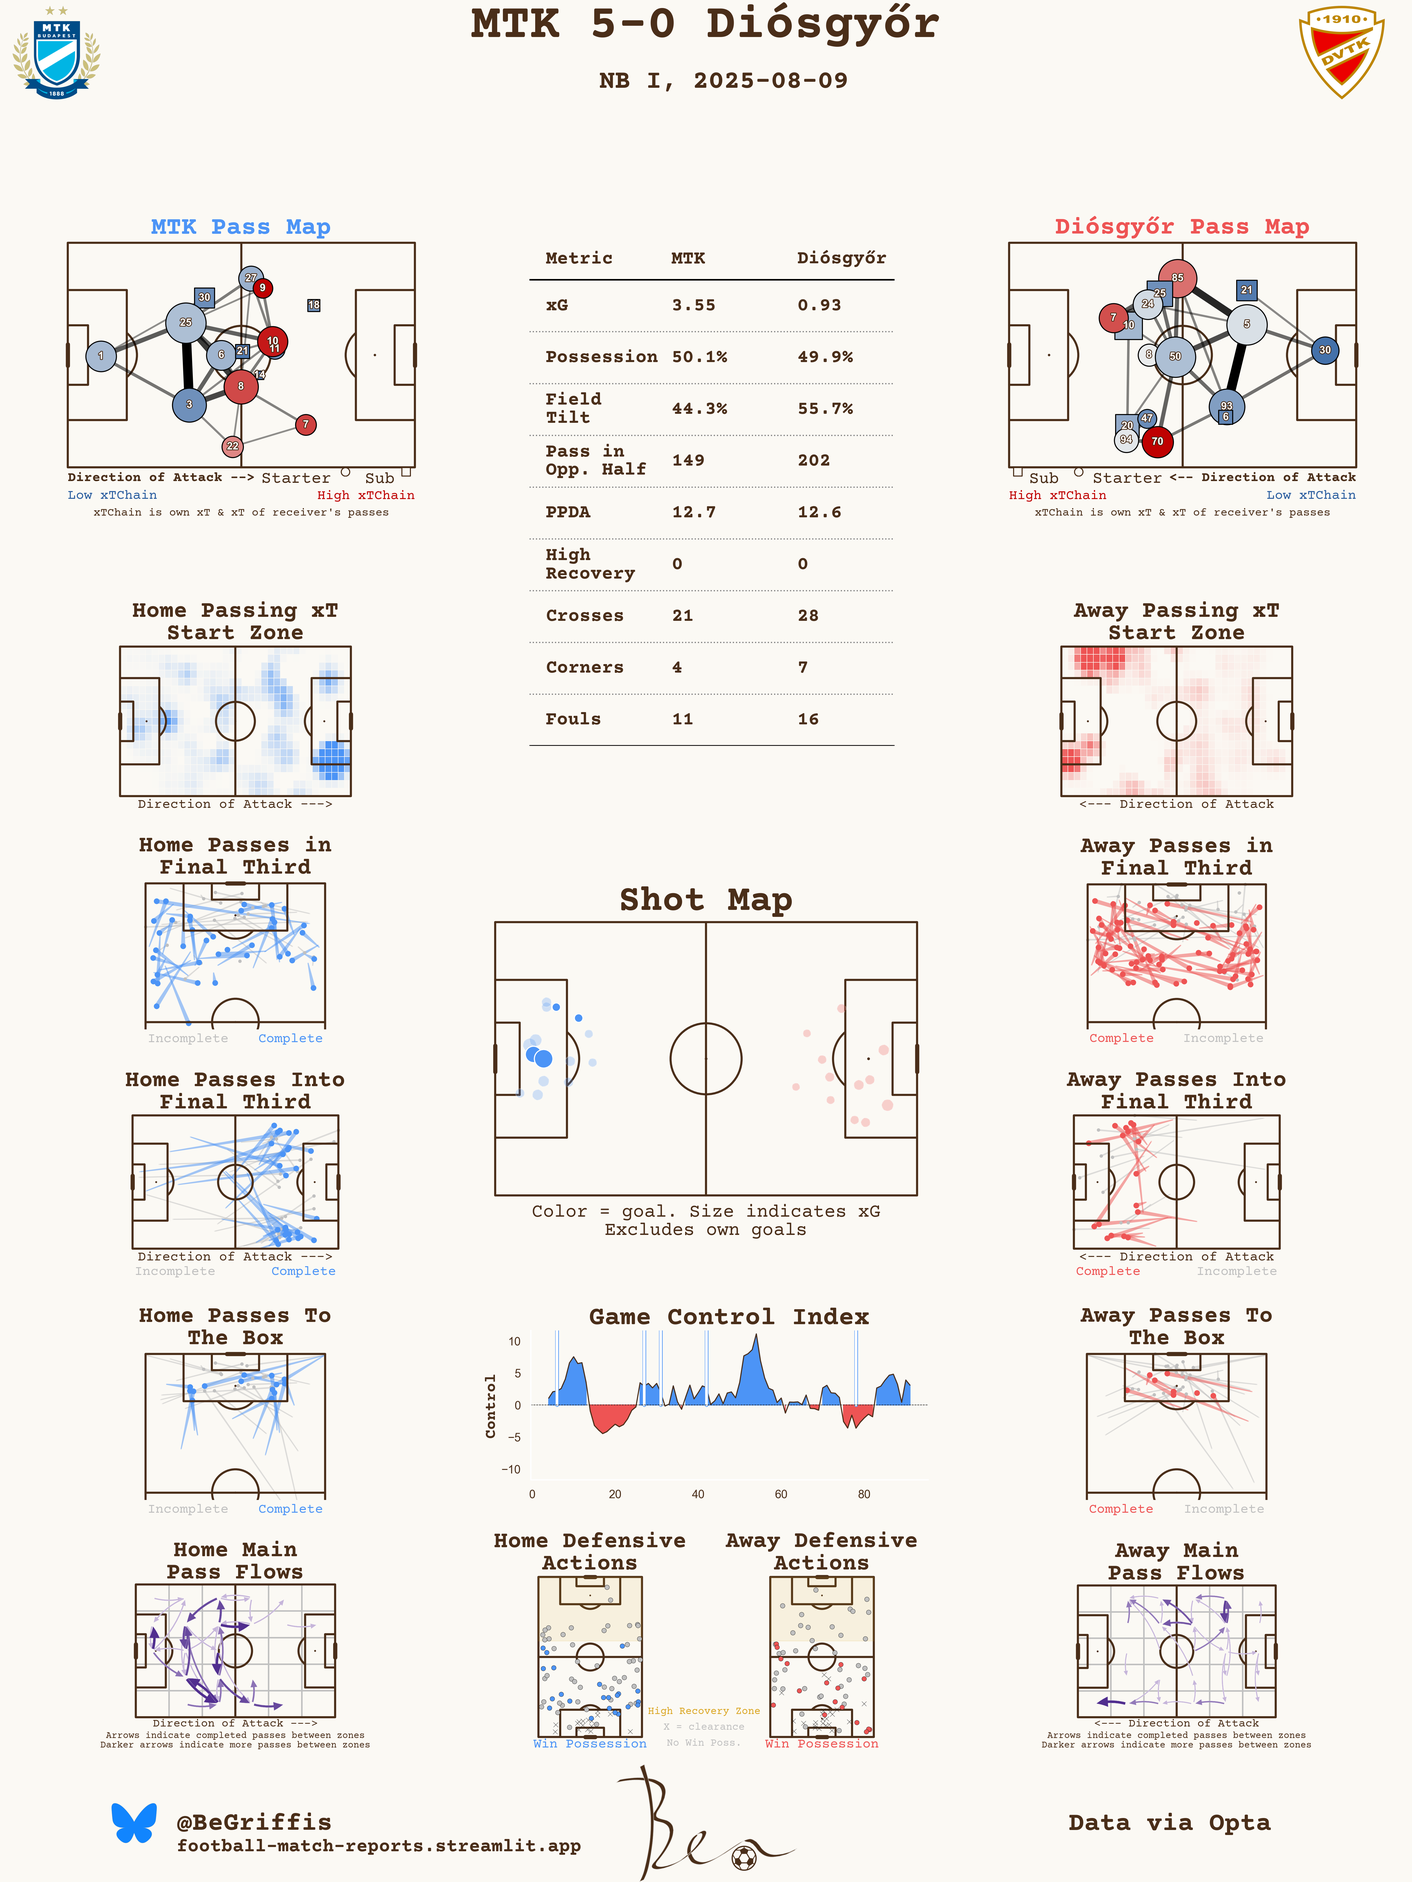 MTK 5-0 Diósgyőr
NB I, 2025-08-09
MTK
BUDAPEST
1888
1910
DVTK
MTK Pass Map
27
9
30
18
25
10
11
1
6
21
14
8
3
7
22
Direction of Attack --> Starter Sub
Low xTChain High xTChain
xTChain is own xT & xT of receiver's passes
Metric MTK Diósgyőr
xG 3.55 0.93
Possession 50.1% 49.9%
Field
Tilt 44.3% 55.7%
Pass in
Opp. Half 149 202
PPDA 12.7 12.6
High
Recovery 0 0
Crosses 21 28
Corners 4 7
Fouls 11 16
Diósgyőr Pass Map
85
25
21
24
7
10
5
8
50
30
93
6
47
20
94
70
Sub Starter <-- Direction of Attack
High xTChain Low xTChain
xTChain is own xT & xT of receiver's passes
Home Passing xT
Start Zone
Direction of Attack --->
Away Passing xT
Start Zone
<--- Direction of Attack
Home Passes in
Final Third
Incomplete Complete
Away Passes in
Final Third
Complete Incomplete
Shot Map
Color = goal. Size indicates xG
Excludes own goals
Home Passes Into
Final Third
Direction of Attack --->
Incomplete Complete
Away Passes Into
Final Third
<--- Direction of Attack
Complete Incomplete
Home Passes To
The Box
Incomplete Complete
Game Control Index
Control
10
5
0
−5
−10
0 20 40 60 80
Away Passes To
The Box
Complete Incomplete
Home Main
Pass Flows
Direction of Attack --->
Arrows indicate completed passes between zones
Darker arrows indicate more passes between zones
Home Defensive
Actions
Win Possession
High Recovery Zone
X = clearance
No Win Poss.
Away Defensive
Actions
Win Possession
Away Main
Pass Flows
<--- Direction of Attack
Arrows indicate completed passes between zones
Darker arrows indicate more passes between zones
@BeGriffis
football-match-reports.streamlit.app
Ben
Data via Opta